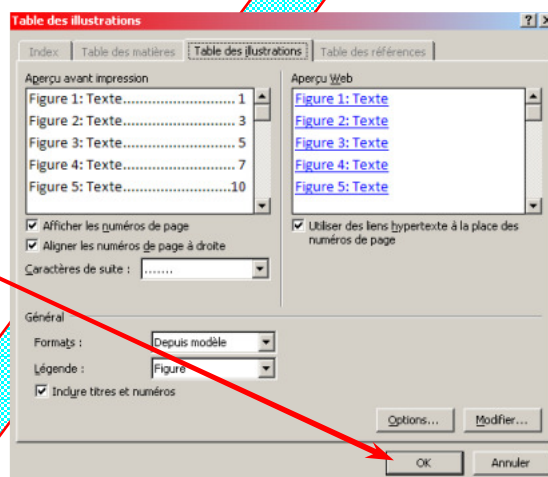 Table des illustrations
Index
Table des matières
Table des illustrations
Table des références
Aperçu avant impression
Figure 1: Texte............................ 1
Figure 2: Texte............................ 3
Figure 3: Texte............................ 5
Figure 4: Texte............................ 7
Figure 5: Texte...........................10
Afficher les numéros de page
Aligner les numéros de page à droite
Caractères de suite : .......
Aperçu Web
Figure 1: Texte
Figure 2: Texte
Figure 3: Texte
Figure 4: Texte
Figure 5: Texte
Utiliser des liens hypertexte à la place des
numéros de page
Général
Formats : Depuis modèle
Légende : Figure
Inclure titres et numéros
Options... Modifier...
OK Annuler